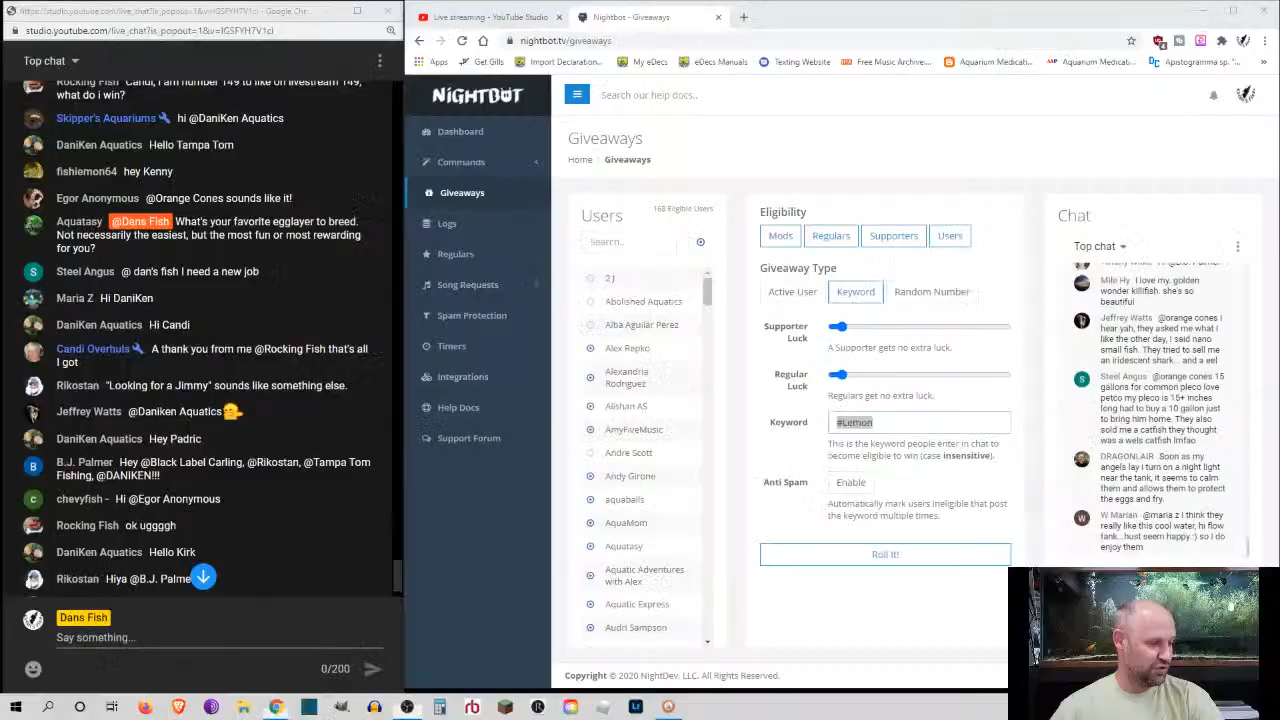 https://studio.youtube.com/live_chat?is_popout=1&v=IGSFYH7V1cI - Google Chr...
studio.youtube.com/live_chat?is_popout=1&v=IGSFYH7V1cI
Top chat
Rocking Fish Candi, I am number 149 to like on livestream 149,
what do i win?
Skipper's Aquariums hi @DaniKen Aquatics
DaniKen Aquatics Hello Tampa Tom
fishiemon64 hey Kenny
Egor Anonymous @Orange Cones sounds like it!
Aquatasy @Dans Fish What's your favorite egglayer to breed.
Not necessarily the easiest, but the most fun or most rewarding
for you?
S Steel Angus @ dan's fish I need a new job
Maria Z Hi DaniKen
DaniKen Aquatics Hi Candi
Candi Overhuls A thank you from me @Rocking Fish that's all
I got
Rikostan "Looking for a Jimmy" sounds like something else.
Jeffrey Watts @Daniken Aquatics
DaniKen Aquatics Hey Padric
B B.J. Palmer Hey @Black Label Carling, @Rikostan, @Tampa Tom
Fishing, @DANIKEN!!!
c chevyfish - Hi @Egor Anonymous
Rocking Fish ok uggggh
DaniKen Aquatics Hello Kirk
Rikostan Hiya @B.J. Palme
Dans Fish
Say something...
0/200
Live streaming - YouTube Studio
Nightbot - Giveaways
nightbot.tv/giveaways
Apps
Get Gills
Import Declaration...
My eDecs
eDecs Manuals
Texting Website
Free Music Archive:...
Aquarium Medicati...
Aquarium Medicati...
Apistogramma sp. "...
NIGHTBOT
Dashboard
Commands
Giveaways
Logs
Regulars
Song Requests
Spam Protection
Timers
Integrations
Help Docs
Support Forum
Search our help docs..
Giveaways
Home / Giveaways
Users
168 Eligible Users
Search...
2 J
Abolished Aquatics
Alba Aguilar Perez
Alex Repko
Alexandria
Rodriguez
Alishan AS
AmyFiveMusic
Andre Scott
Andy Girone
aquaballs
AquaMom
Aquatasy
Aquatic Adventures
with Alex
Aquatic Express
Audri Sampson
Eligibility
Mods
Regulars
Supporters
Users
Giveaway Type
Active User
Keyword
Random Number
Supporter
Luck
A Supporter gets no extra luck.
Regular
Luck
Regulars get no extra luck.
Keyword
#Lemon
This is the keyword people enter in chat to
become eligible to win (case insensitive).
Anti Spam
Enable
Automatically mark users ineligible that post
the keyword multiple times.
Roll It!
Chat
Top chat
Mile Hy I love my. golden
wonder killifish. she's so
beautiful
Jeffrey Watts @orange cones I
hear yah, they asked me what I
like the other day, I said nano
small fish. They tried to sell me
an iridescent shark... and a eel
S Steel Angus @orange cones 15
gallons for common pleco love
petco my pleco is 15+ inches
long had to buy a 10 gallon just
to bring him home. They also
sold me a catfish they thought
was a wels catfish lmfao
DRAGONLAIR Soon as my
angels lay i turn on a night light
near the tank, it seems to calm
them and allows them to protect
the eggs and fry.
W Marian @maria z I think they
really like this cool water, hi flow
tank...hust seem happy :) so I do
enjoy them
Copyright © 2020 NightDev, LLC. All Rights Reserved.